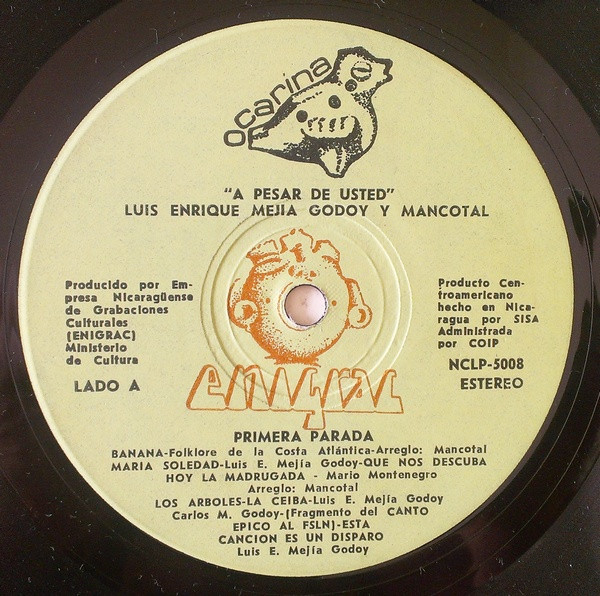 ocarina
"A PESAR DE USTED"
LUIS ENRIQUE MEJIA GODOY Y MANCOTAL
Producido por Em-
presa Nicaragüense
de Grabaciones
Culturales
(ENIGRAC)
Ministerio
de Cultura
LADO A
Producto Cen-
troamericano
hecho en Nica-
ragua por SISA
Administrada
por COIP
NCLP-5008
ESTEREO
enigrac
PRIMERA PARADA
BANANA-Folklore de la Costa Atlántica-Arreglo: Mancotal
MARIA SOLEDAD-Luis E. Mejía Godoy-QUE NOS DESCUBA
HOY LA MADRUGADA - Mario Montenegro
Arreglo: Mancotal
LOS ARBOLES-LA CEIBA-Luis E. Mejía Godoy
Carlos M. Godoy-(Fragmento del CANTO
EPICO AL FSLN)-ESTA
CANCION ES UN DISPARO
Luis E. Mejía Godoy